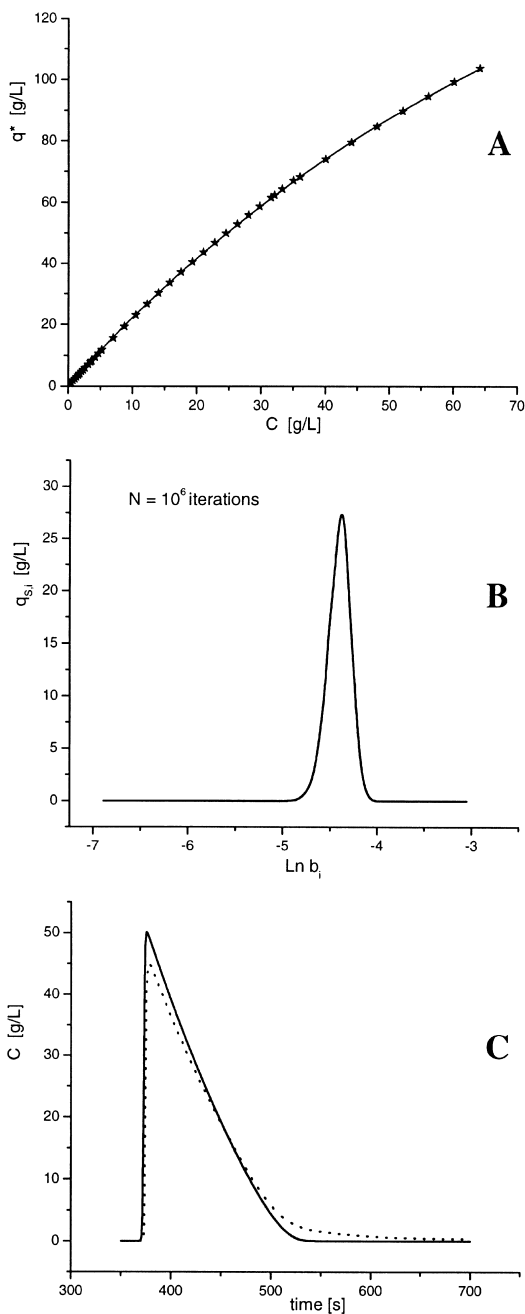 120
100
80
60
40
20
0
q* [g/L]
A
0 10 20 30 40 50 60 70
C [g/L]
30
25
20
15
10
5
0
q_s,i [g/L]
N = 10^6 iterations
B
-7 -6 -5 -4 -3
Ln b_i
50
40
30
20
10
0
C [g/L]
C
300 400 500 600 700
time [s]